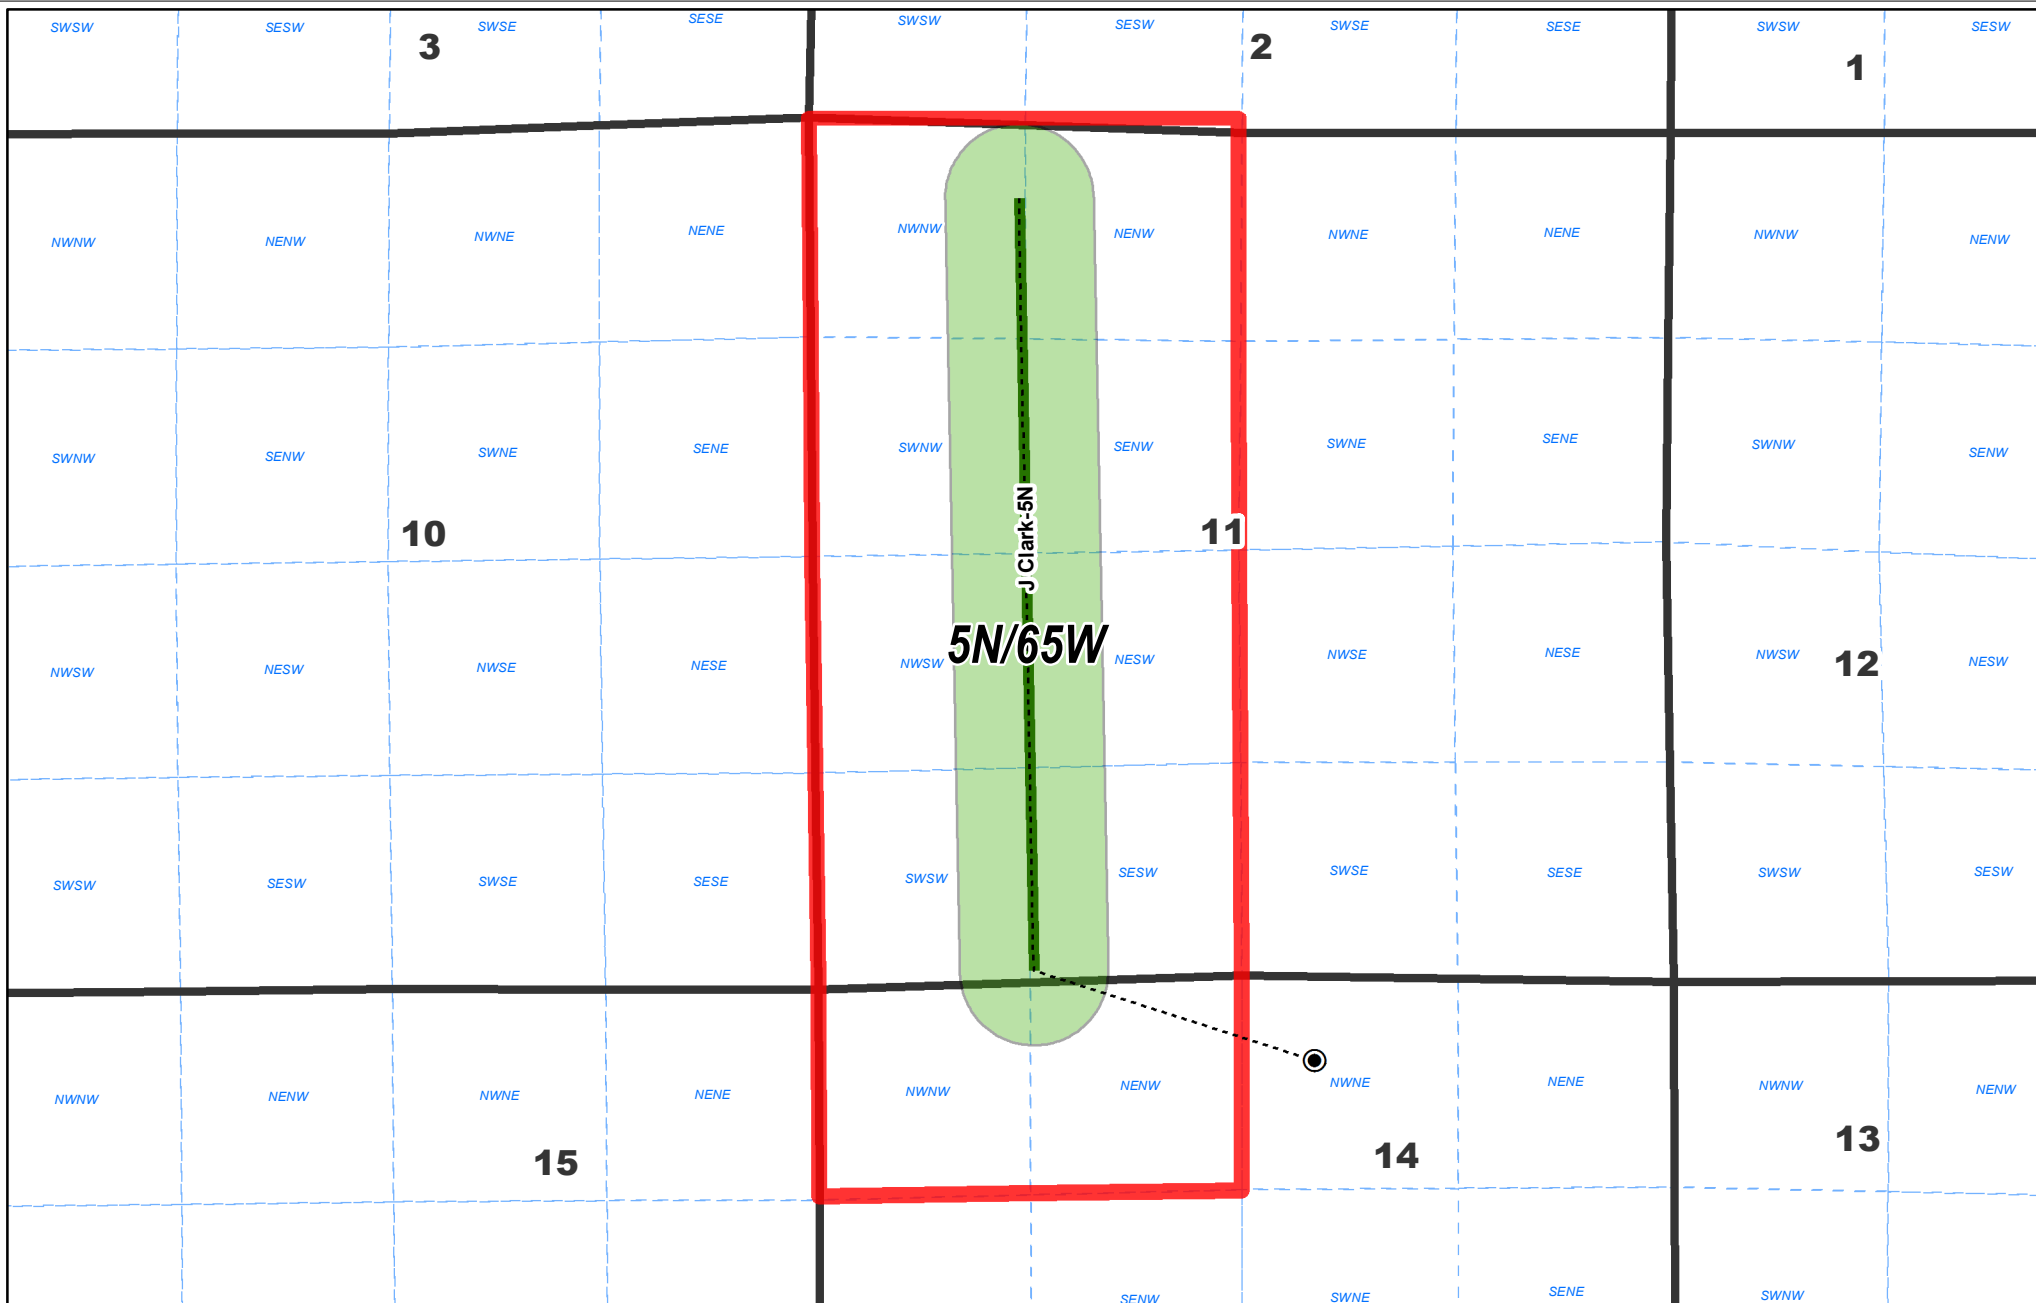 SWSW SESW SWSE SESE SWSW SESW SWSE SESE SWSW SESW
3 2 1
NWNW NENW NWNE NENE NWNW NENW NWNE NENE NWNW NENW
SWNW SENW SWNE SENE SWNW SENW SWNE SENE SWNW SENW
10 11
J Clark-5N
5N/65W
NWSW NESW NWSE NESE NWSW NESW NWSE NESE NWSW 12 NESW
SWSW SESW SWSE SESE SWSW SESW SWSE SESE SWSW SESW
NWNW NENW NWNE NENE NWNW NENW NWNE NENE NWNW NENW
15 14 13
SENW SWNE SENE SWNW